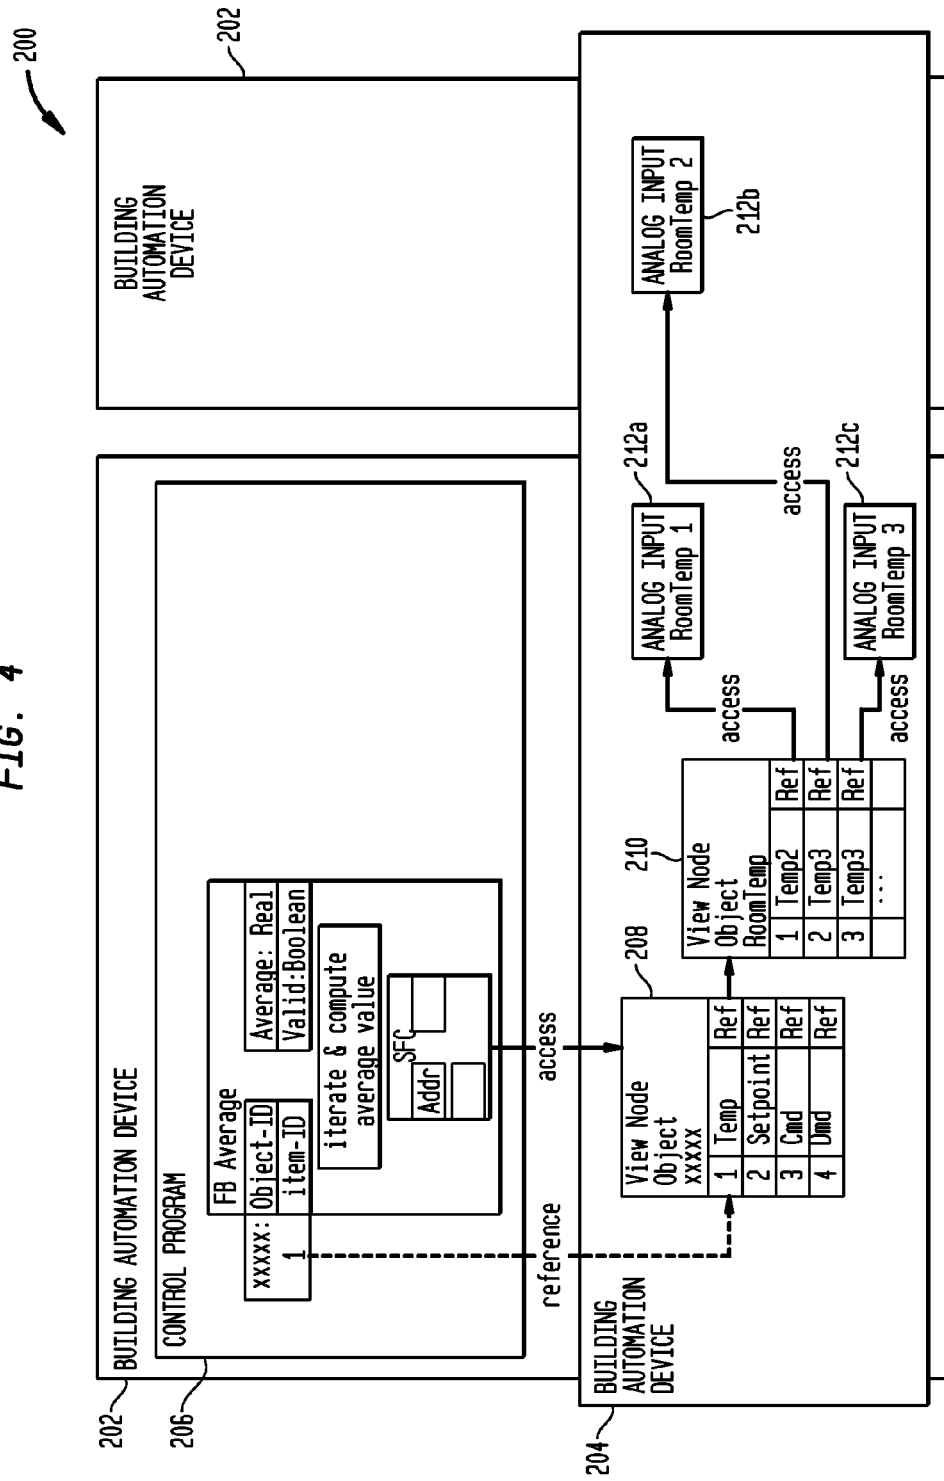 FIG. 4
200
202
BUILDING AUTOMATION DEVICE
202
BUILDING
AUTOMATION
DEVICE
206
CONTROL PROGRAM
FB Average
xxxxx:
Object-ID
Average: Real
1
item-ID
Valid:Boolean
iterate & compute
average value
SFC
Addr
reference
access
204
BUILDING
AUTOMATION
DEVICE
208
View Node
Object
xxxxx
1 Temp Ref
2 Setpoint Ref
3 Cmd Ref
4 Dmd Ref
210
View Node
Object
RoomTemp
1 Temp2 Ref
2 Temp3 Ref
3 Temp3 Ref
...
access
access
access
212a
ANALOG INPUT
RoomTemp 1
212b
ANALOG INPUT
RoomTemp 2
212c
ANALOG INPUT
RoomTemp 3